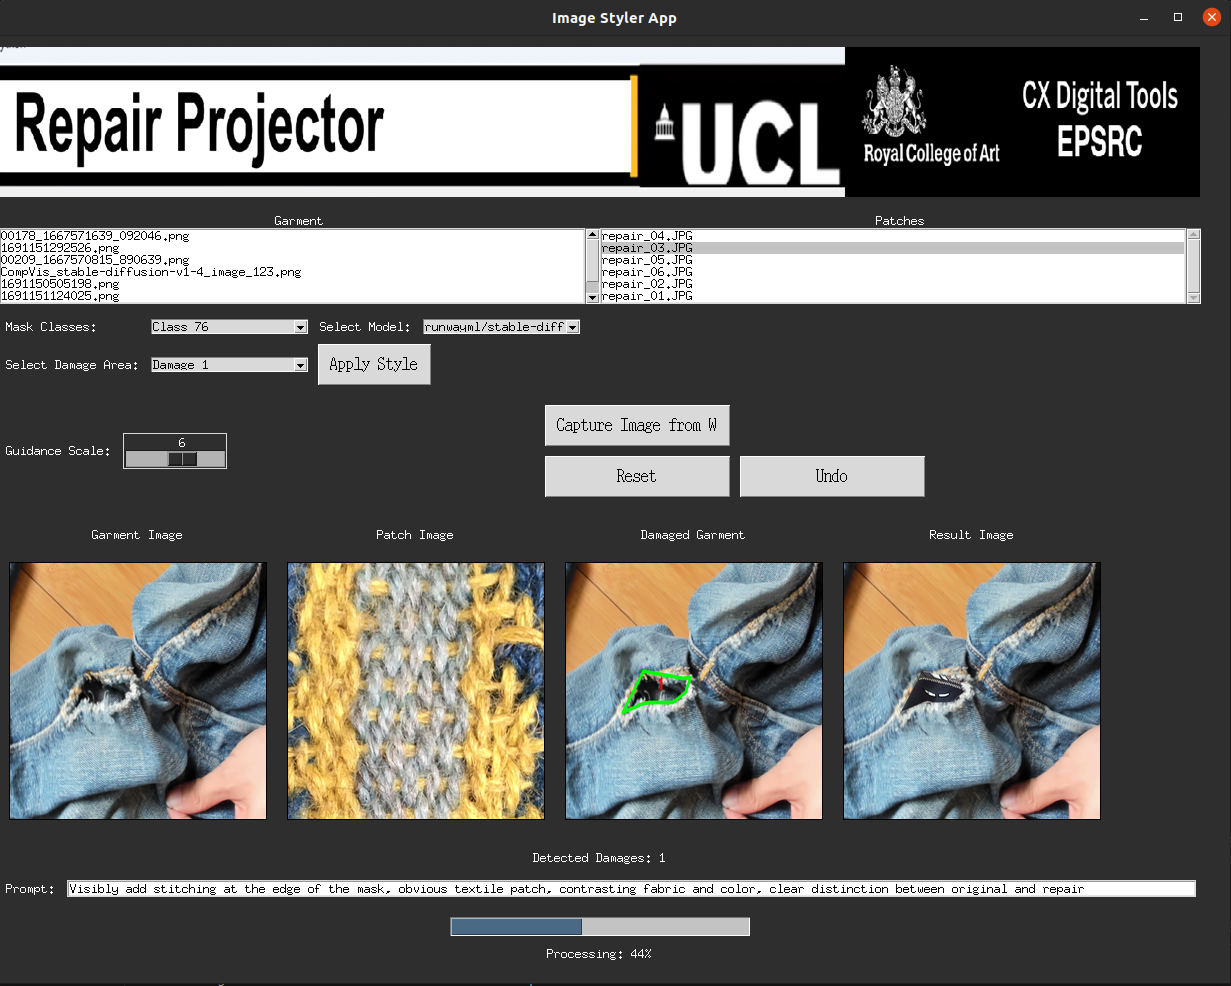 Image Styler App
Repair Projector
UCL
Royal College of Art
CX Digital Tools
EPSRC
Garment
Patches
00178_1667571639_092046.png
1691151292526.png
00209_1667570815_890639.png
CompVis_stable-diffusion-v1-4_image_123.png
1691150505198.png
1691151124025.png
repair_04.JPG
repair_03.JPG
repair_05.JPG
repair_06.JPG
repair_02.JPG
repair_01.JPG
Mask Classes: Class 76 Select Model: runwayml/stable-diff
Select Damage Area: Damage 1 Apply Style
Capture Image from W
Guidance Scale: 6
Reset Undo
Garment Image Patch Image Damaged Garment Result Image
Detected Damages: 1
Prompt: Visibly add stitching at the edge of the mask, obvious textile patch, contrasting fabric and color, clear distinction between original and repair
Processing: 44%